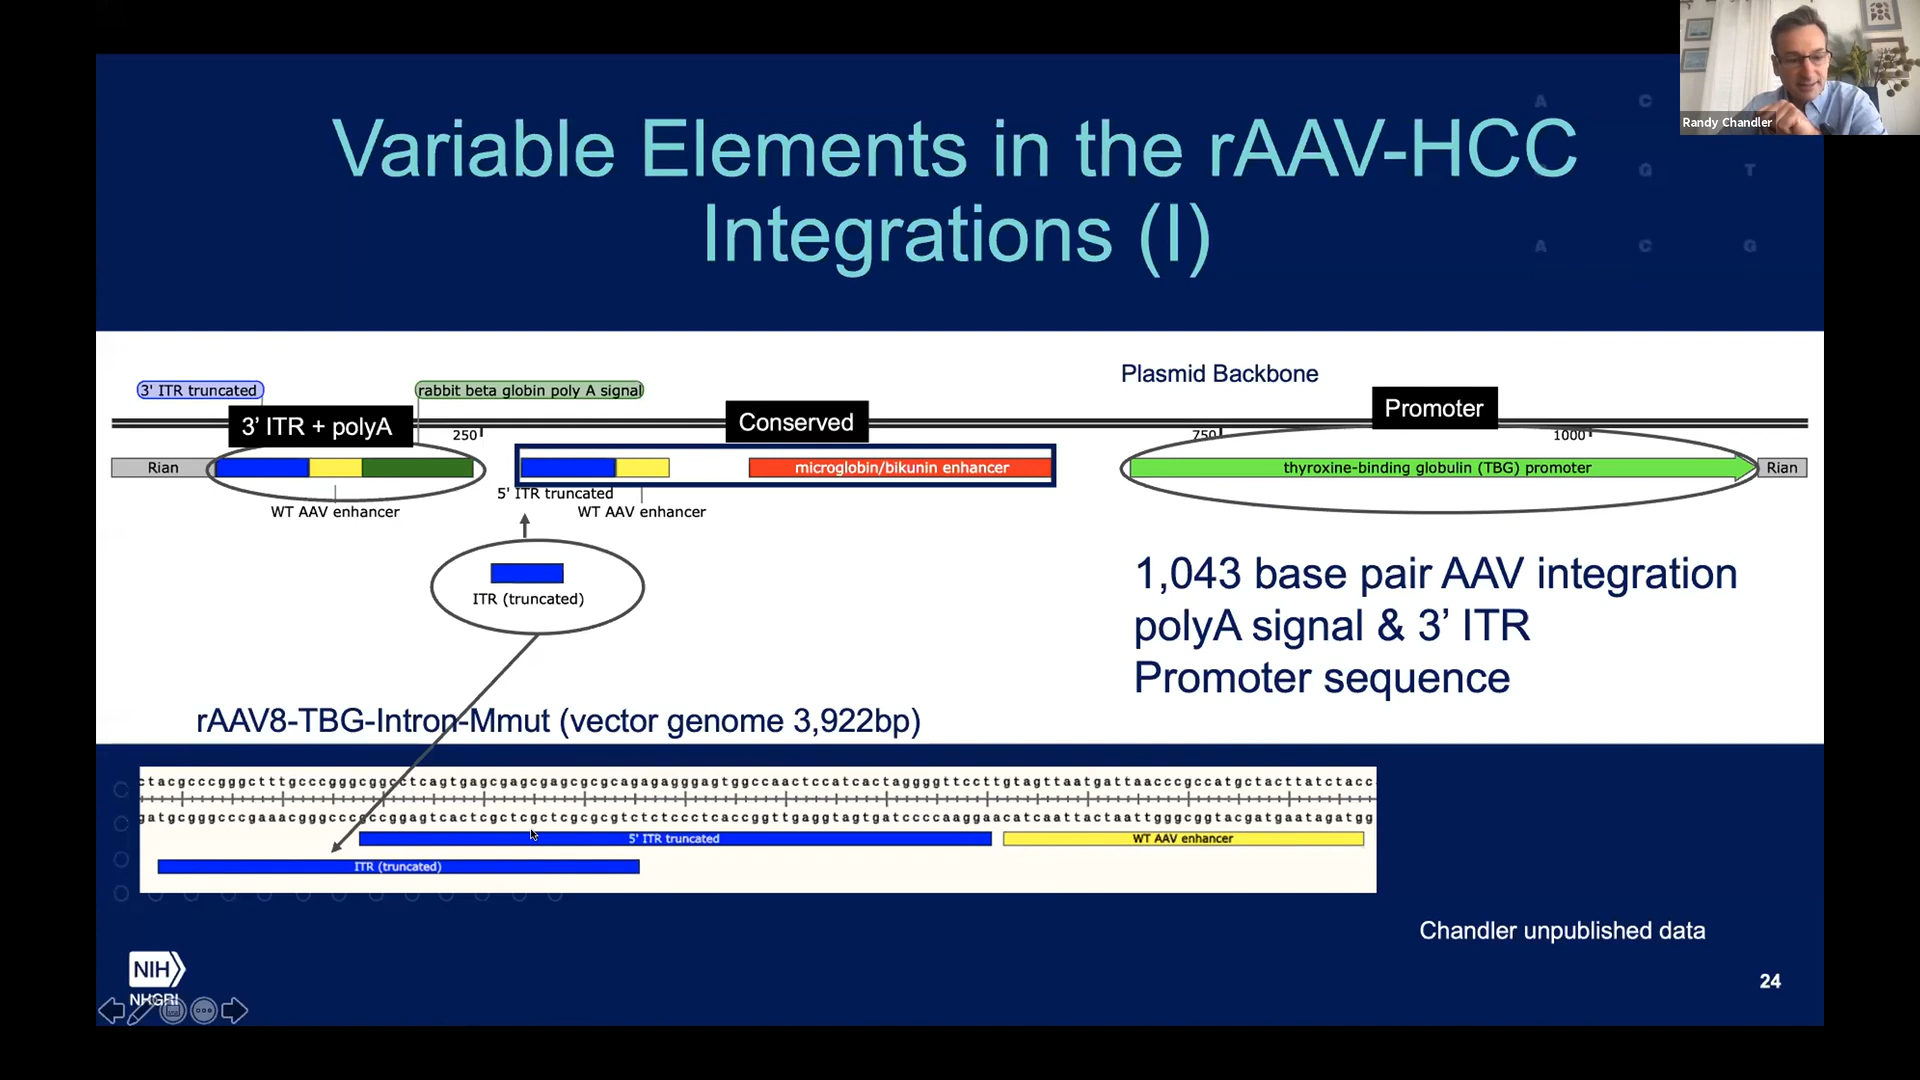 Randy Chandler
Variable Elements in the rAAV-HCC
Integrations (I)
A C
G T
A C G
Plasmid Backbone
3' ITR truncated
rabbit beta globin poly A signal
3' ITR + polyA
Conserved
Promoter
250
750
1000
Rian
microglobin/bikunin enhancer
thyroxine-binding globulin (TBG) promoter
Rian
5' ITR truncated
WT AAV enhancer
WT AAV enhancer
ITR (truncated)
1,043 base pair AAV integration
polyA signal & 3' ITR
Promoter sequence
rAAV8-TBG-Intron-Mmut (vector genome 3,922bp)
ctacgcccgggctttgcccgggcggcctcagtgagcgagcgagcgcgcagagagggagtggccaactccatcactaggggttccttgtagttaatgattaacccgccatgctacttatctacc
gatgcgggcccgaaacgggcccgccggagtcactcgctcgctcgcgcgtctctccctcaccggttgaggtagtgatccccaaggaacatcaattactaattgggcggtacgatgaatagatgg
5' ITR truncated
WT AAV enhancer
ITR (truncated)
Chandler unpublished data
NIH
NHGRI
24